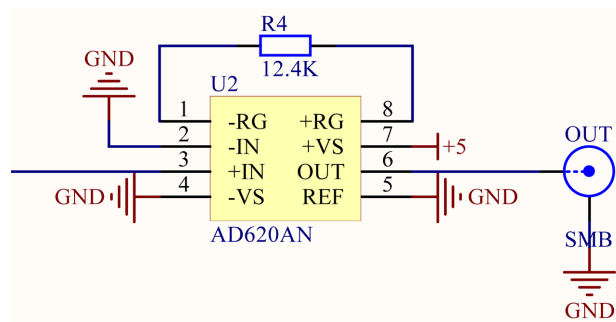 R4
12.4K
GND
U2
1 -RG +RG 8
2 -IN +VS 7 +5
3 +IN OUT 6
GND 4 -VS REF 5 GND
AD620AN
OUT
SMB
GND